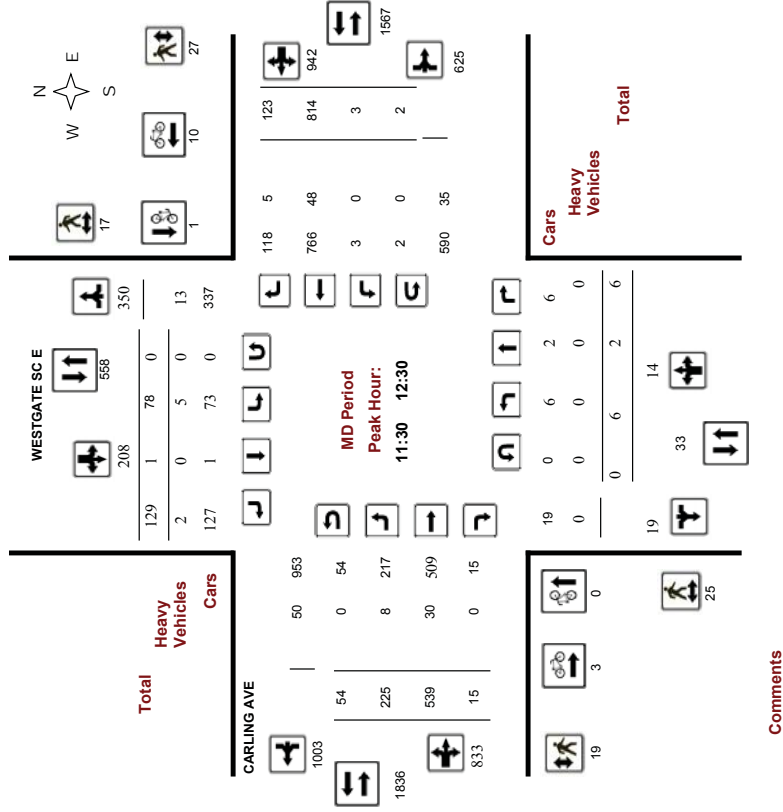 N
W E
S
WESTGATE SC E
17
27
1
10
942
1567
625
558
208
350
129 1 78 0
2 0 5 0 13
127 1 73 0 337
Total
Heavy
Vehicles
Cars
118 5 123
766 48 814
3 0 3
2 0 2
590 35
MD Period
Peak Hour:
11:30 12:30
CARLING AVE
1003
1836
833
50 953
54 0 54
225 8 217
539 30 509
15 0 15
19 0 6 2 6
0 0 0 0 0
0 6 2 6
Cars
Heavy
Vehicles
Total
19
33
14
19
3
0
25
Comments